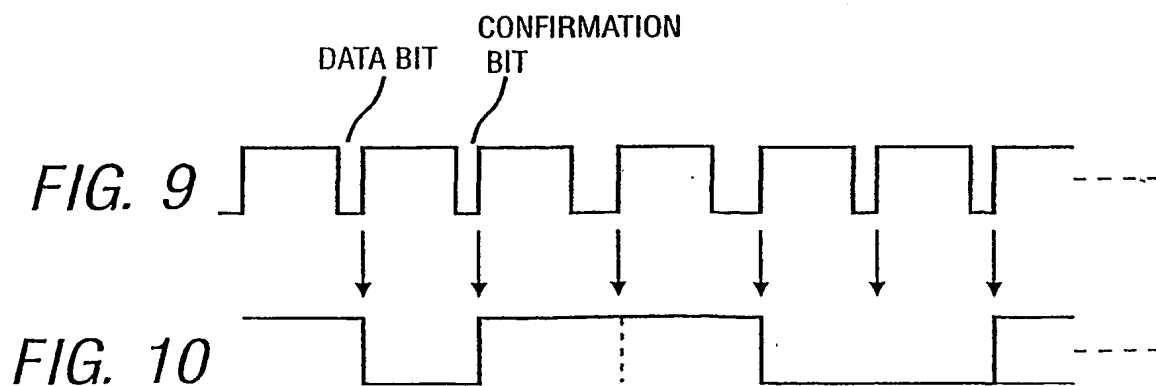 DATA BIT
CONFIRMATION
BIT
FIG. 9
FIG. 10